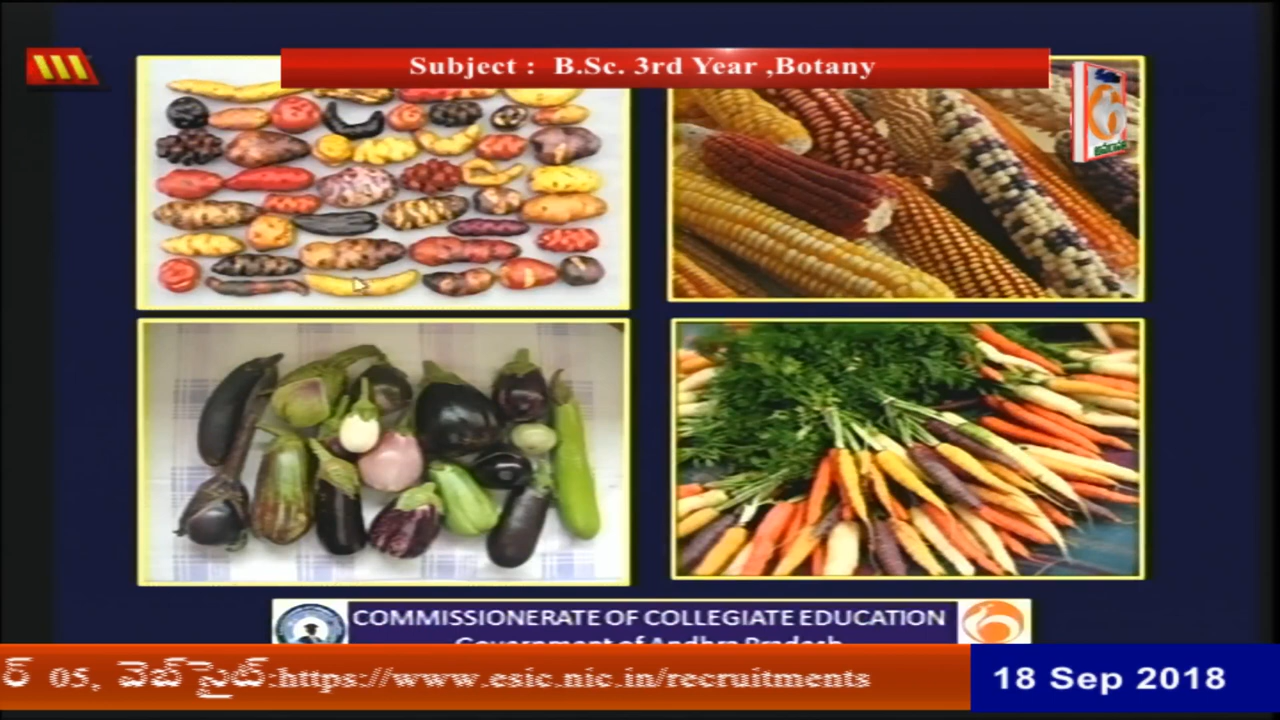 Subject : B.Sc. 3rd Year ,Botany
COMMISSIONERATE OF COLLEGIATE EDUCATION
Government of Andhra Pradesh
05, వెబ్‌సైట్:https://www.esic.nic.in/recruitments
18 Sep 2018